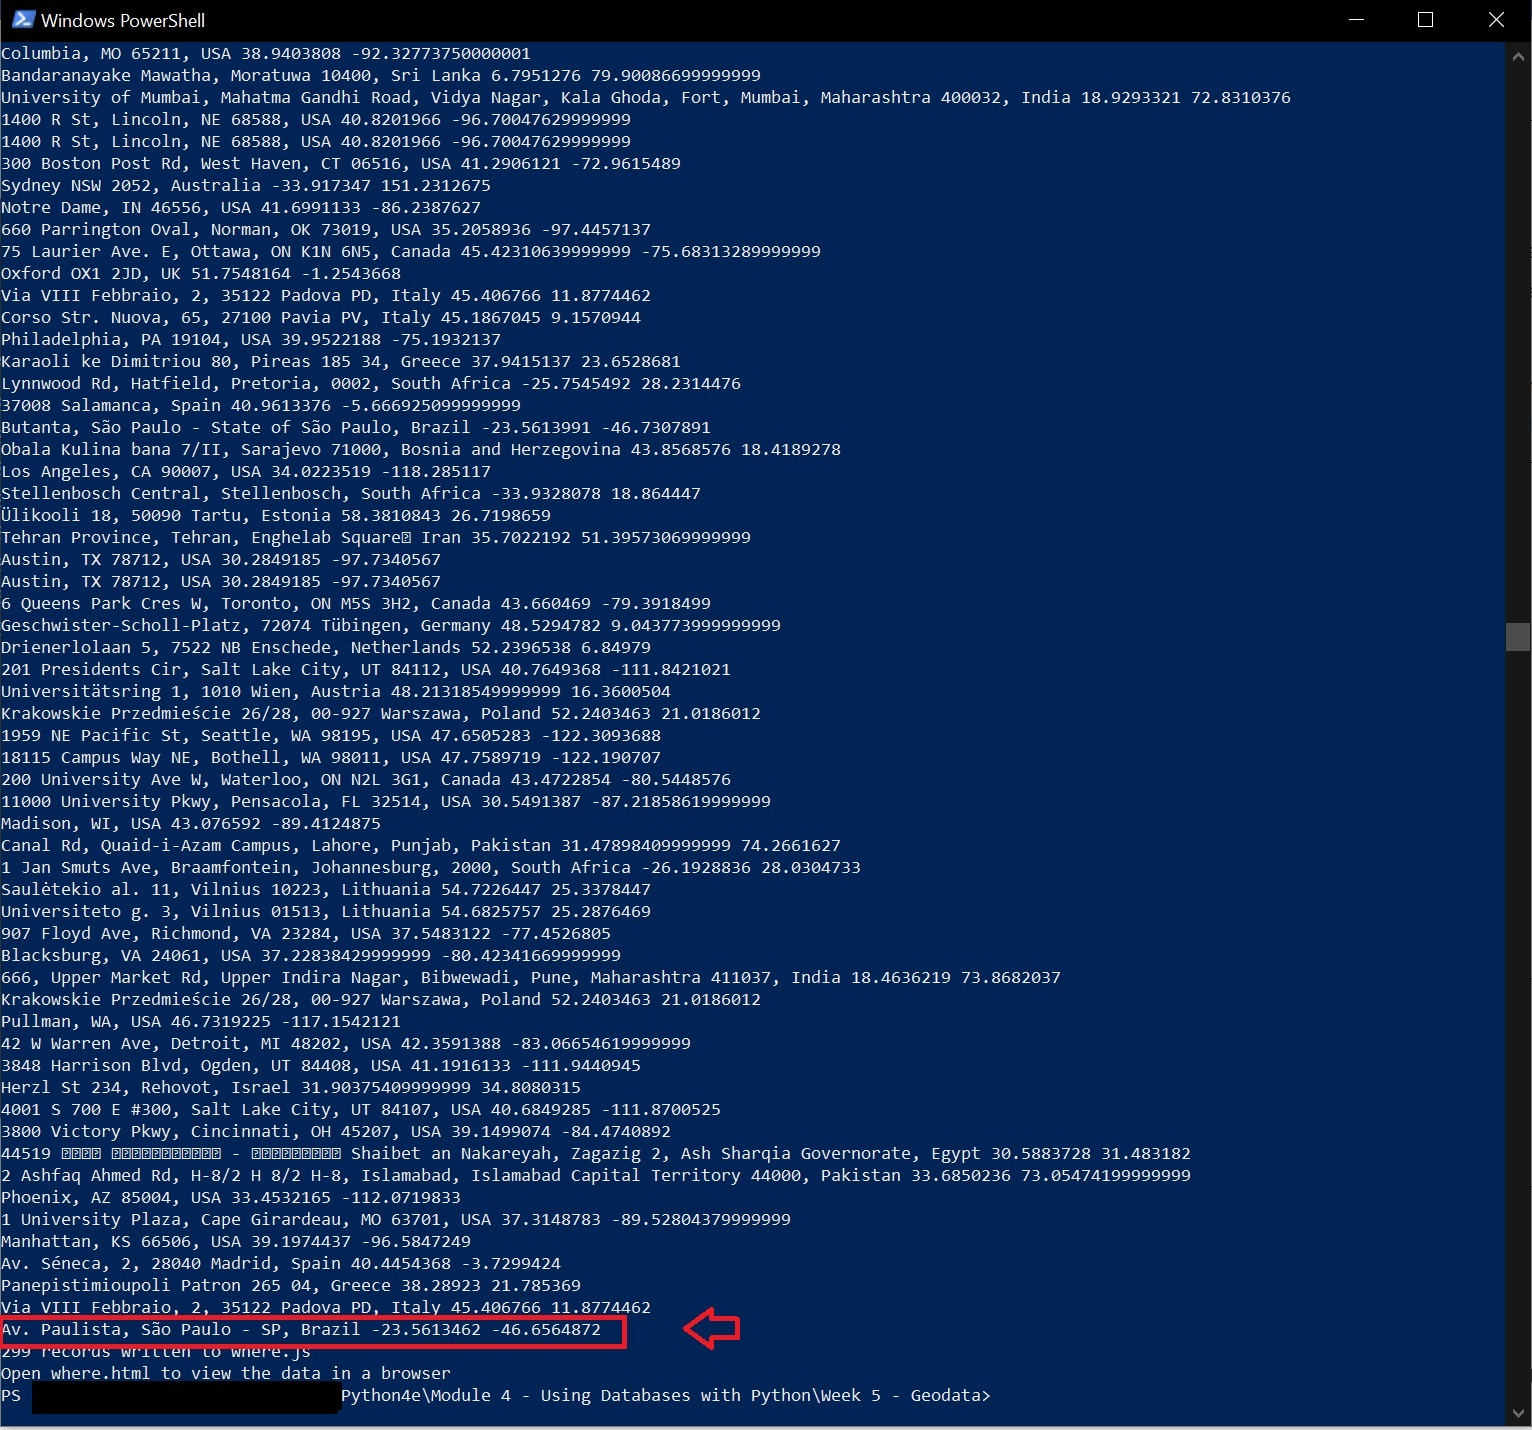 Windows PowerShell
Columbia, MO 65211, USA 38.9403808 -92.32773750000001
Bandaranayake Mawatha, Moratuwa 10400, Sri Lanka 6.7951276 79.90086699999999
University of Mumbai, Mahatma Gandhi Road, Vidya Nagar, Kala Ghoda, Fort, Mumbai, Maharashtra 400032, India 18.9293321 72.8310376
1400 R St, Lincoln, NE 68588, USA 40.8201966 -96.70047629999999
1400 R St, Lincoln, NE 68588, USA 40.8201966 -96.70047629999999
300 Boston Post Rd, West Haven, CT 06516, USA 41.2906121 -72.9615489
Sydney NSW 2052, Australia -33.917347 151.2312675
Notre Dame, IN 46556, USA 41.6991133 -86.2387627
660 Parrington Oval, Norman, OK 73019, USA 35.2058936 -97.4457137
75 Laurier Ave. E, Ottawa, ON K1N 6N5, Canada 45.42310639999999 -75.68313289999999
Oxford OX1 2JD, UK 51.7548164 -1.2543668
Via VIII Febbraio, 2, 35122 Padova PD, Italy 45.406766 11.8774462
Corso Str. Nuova, 65, 27100 Pavia PV, Italy 45.1867045 9.1570944
Philadelphia, PA 19104, USA 39.9522188 -75.1932137
Karaoli ke Dimitriou 80, Pireas 185 34, Greece 37.9415137 23.6528681
Lynnwood Rd, Hatfield, Pretoria, 0002, South Africa -25.7545492 28.2314476
37008 Salamanca, Spain 40.9613376 -5.666925099999999
Butanta, São Paulo - State of São Paulo, Brazil -23.5613991 -46.7307891
Obala Kulina bana 7/II, Sarajevo 71000, Bosnia and Herzegovina 43.8568576 18.4189278
Los Angeles, CA 90007, USA 34.0223519 -118.285117
Stellenbosch Central, Stellenbosch, South Africa -33.9328078 18.864447
Ülikooli 18, 50090 Tartu, Estonia 58.3810843 26.7198659
Tehran Province, Tehran, Enghelab Square Iran 35.7022192 51.39573069999999
Austin, TX 78712, USA 30.2849185 -97.7340567
Austin, TX 78712, USA 30.2849185 -97.7340567
6 Queens Park Cres W, Toronto, ON M5S 3H2, Canada 43.660469 -79.3918499
Geschwister-Scholl-Platz, 72074 Tübingen, Germany 48.5294782 9.043773999999999
Drienerlolaan 5, 7522 NB Enschede, Netherlands 52.2396538 6.84979
201 Presidents Cir, Salt Lake City, UT 84112, USA 40.7649368 -111.8421021
Universitätsring 1, 1010 Wien, Austria 48.21318549999999 16.3600504
Krakowskie Przedmieście 26/28, 00-927 Warszawa, Poland 52.2403463 21.0186012
1959 NE Pacific St, Seattle, WA 98195, USA 47.6505283 -122.3093688
18115 Campus Way NE, Bothell, WA 98011, USA 47.7589719 -122.190707
200 University Ave W, Waterloo, ON N2L 3G1, Canada 43.4722854 -80.5448576
11000 University Pkwy, Pensacola, FL 32514, USA 30.5491387 -87.21858619999999
Madison, WI, USA 43.076592 -89.4124875
Canal Rd, Quaid-i-Azam Campus, Lahore, Punjab, Pakistan 31.47898409999999 74.2661627
1 Jan Smuts Ave, Braamfontein, Johannesburg, 2000, South Africa -26.1928836 28.0304733
Saulėtekio al. 11, Vilnius 10223, Lithuania 54.7226447 25.3378447
Universiteto g. 3, Vilnius 01513, Lithuania 54.6825757 25.2876469
907 Floyd Ave, Richmond, VA 23284, USA 37.5483122 -77.4526805
Blacksburg, VA 24061, USA 37.22838429999999 -80.42341669999999
666, Upper Market Rd, Upper Indira Nagar, Bibwewadi, Pune, Maharashtra 411037, India 18.4636219 73.8682037
Krakowskie Przedmieście 26/28, 00-927 Warszawa, Poland 52.2403463 21.0186012
Pullman, WA, USA 46.7319225 -117.1542121
42 W Warren Ave, Detroit, MI 48202, USA 42.3591388 -83.06654619999999
3848 Harrison Blvd, Ogden, UT 84408, USA 41.1916133 -111.9440945
Herzl St 234, Rehovot, Israel 31.90375409999999 34.8080315
4001 S 700 E #300, Salt Lake City, UT 84107, USA 40.6849285 -111.8700525
3800 Victory Pkwy, Cincinnati, OH 45207, USA 39.1499074 -84.4740892
44519 - Shaibet an Nakareyah, Zagazig 2, Ash Sharqia Governorate, Egypt 30.5883728 31.483182
2 Ashfaq Ahmed Rd, H-8/2 H 8/2 H-8, Islamabad, Islamabad Capital Territory 44000, Pakistan 33.6850236 73.05474199999999
Phoenix, AZ 85004, USA 33.4532165 -112.0719833
1 University Plaza, Cape Girardeau, MO 63701, USA 37.3148783 -89.52804379999999
Manhattan, KS 66506, USA 39.1974437 -96.5847249
Av. Séneca, 2, 28040 Madrid, Spain 40.4454368 -3.7299424
Panepistimioupoli Patron 265 04, Greece 38.28923 21.785369
Via VIII Febbraio, 2, 35122 Padova PD, Italy 45.406766 11.8774462
Av. Paulista, São Paulo - SP, Brazil -23.5613462 -46.6564872
299 records written to where.js
Open where.html to view the data in a browser
PS Python4e\Module 4 - Using Databases with Python\Week 5 - Geodata>